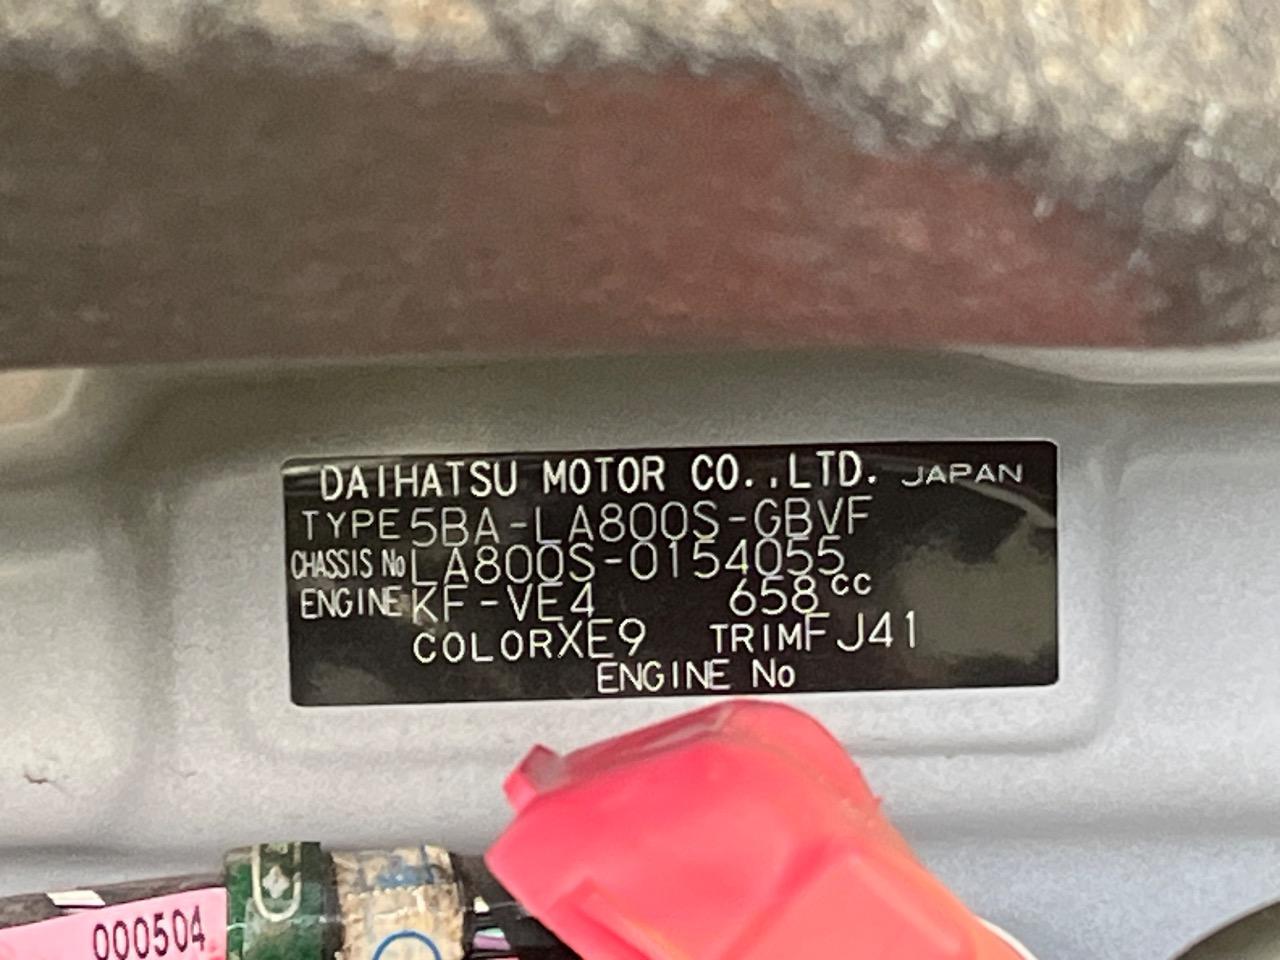 DAIHATSU MOTOR CO.,LTD. JAPAN
TYPE 5BA-LA800S-GBVF
CHASSIS No LA800S-0154055
ENGINE KF-VE4 658cc
COLOR XE9 TRIM FJ41
ENGINE No
000504